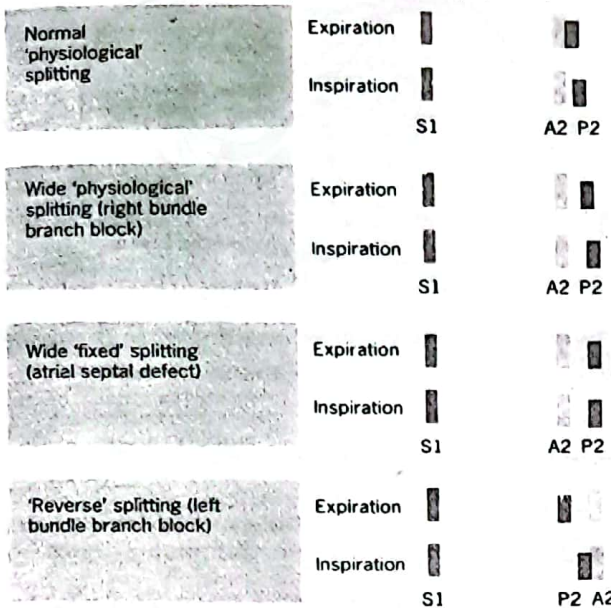 Normal
'physiological'
splitting
Expiration
Inspiration
S1 A2 P2
Wide 'physiological'
splitting (right bundle
branch block)
Expiration
Inspiration
S1 A2 P2
Wide 'fixed' splitting
(atrial septal defect)
Expiration
Inspiration
S1 A2 P2
'Reverse' splitting (left
bundle branch block)
Expiration
Inspiration
S1 P2 A2